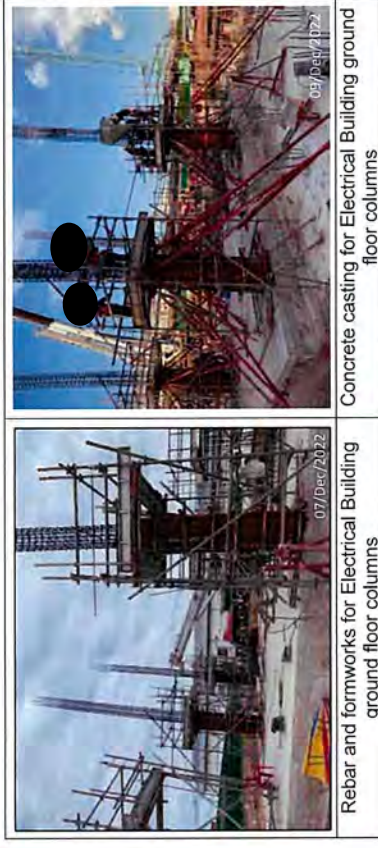 07/Dec/2022
Rebar and formworks for Electrical Building
ground floor columns
09/Dec/2022
Concrete casting for Electrical Building ground
floor columns